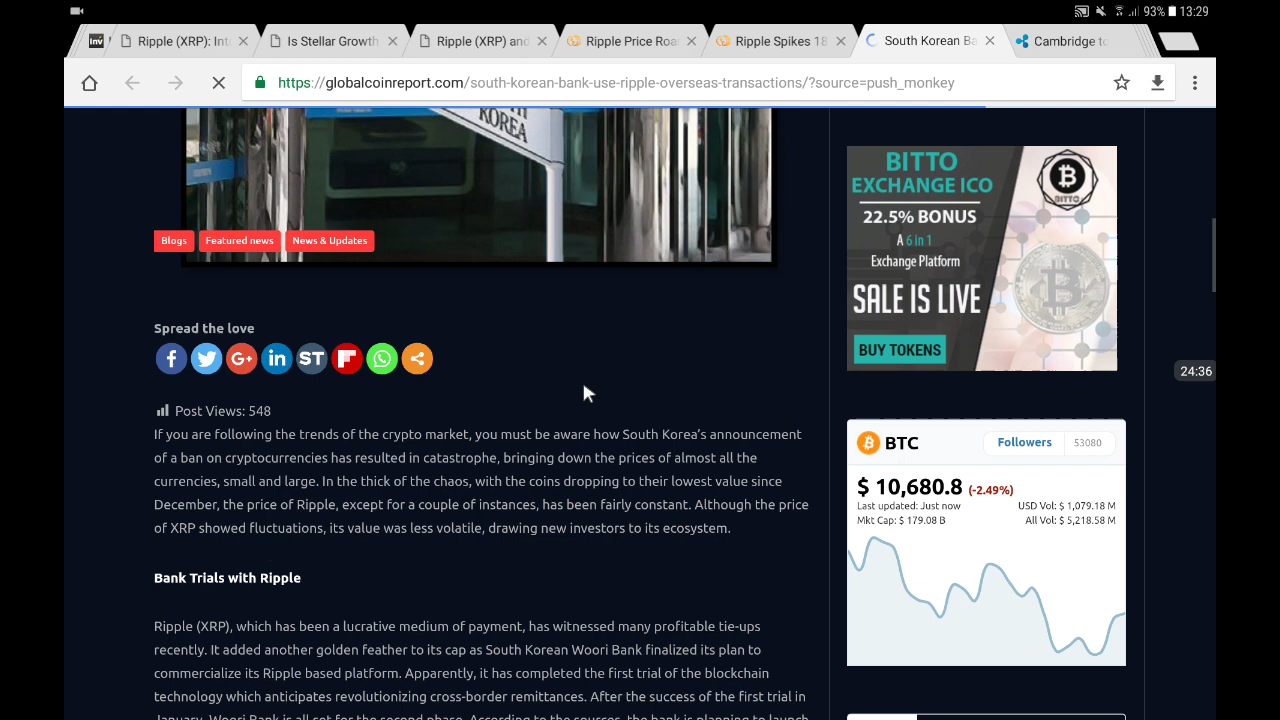 93% 13:29
Inv
Ripple (XRP): Int
Is Stellar Growth
Ripple (XRP) and
Ripple Price Roa
Ripple Spikes 18
South Korean Ba
Cambridge to
https://globalcoinreport.com/south-korean-bank-use-ripple-overseas-transactions/?source=push_monkey
KOREA
Blogs
Featured news
News & Updates
Spread the love
f G+ in ST
Post Views: 548
If you are following the trends of the crypto market, you must be aware how South Korea's announcement
of a ban on cryptocurrencies has resulted in catastrophe, bringing down the prices of almost all the
currencies, small and large. In the thick of the chaos, with the coins dropping to their lowest value since
December, the price of Ripple, except for a couple of instances, has been fairly constant. Although the price
of XRP showed fluctuations, its value was less volatile, drawing new investors to its ecosystem.
Bank Trials with Ripple
Ripple (XRP), which has been a lucrative medium of payment, has witnessed many profitable tie-ups
recently. It added another golden feather to its cap as South Korean Woori Bank finalized its plan to
commercialize its Ripple based platform. Apparently, it has completed the first trial of the blockchain
technology which anticipates revolutionizing cross-border remittances. After the success of the first trial in
January, Woori Bank is all set for the second phase. According to the sources, the bank is planning to launch
BITTO
EXCHANGE ICO
22.5% BONUS
A 6 in 1
Exchange Platform
SALE IS LIVE
BUY TOKENS
BITTO
24:36
BTC
Followers 53080
$ 10,680.8 (-2.49%)
Last updated: Just now
USD Vol: $ 1,079.18 M
Mkt Cap: $ 179.08 B
All Vol: $ 5,218.58 M